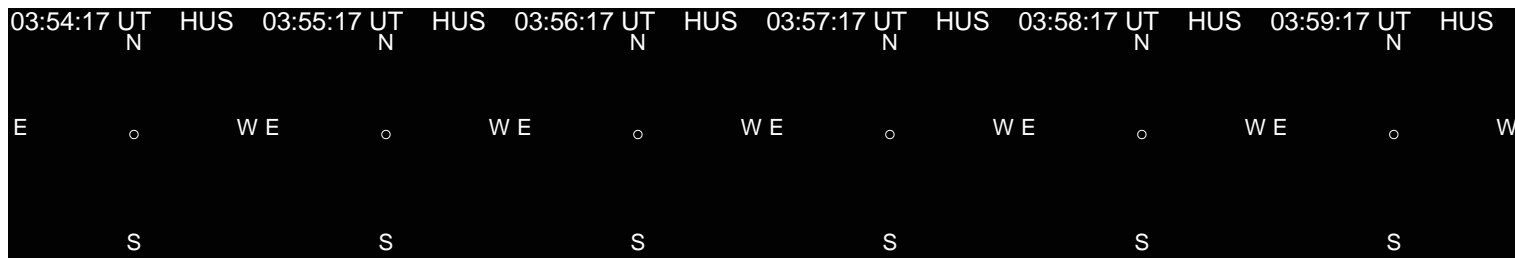 03:54:17 UT HUS 03:55:17 UT HUS 03:56:17 UT HUS 03:57:17 UT HUS 03:58:17 UT HUS 03:59:17 UT HUS
N N N N N N
E W E W E W E W E W E W
S S S S S S